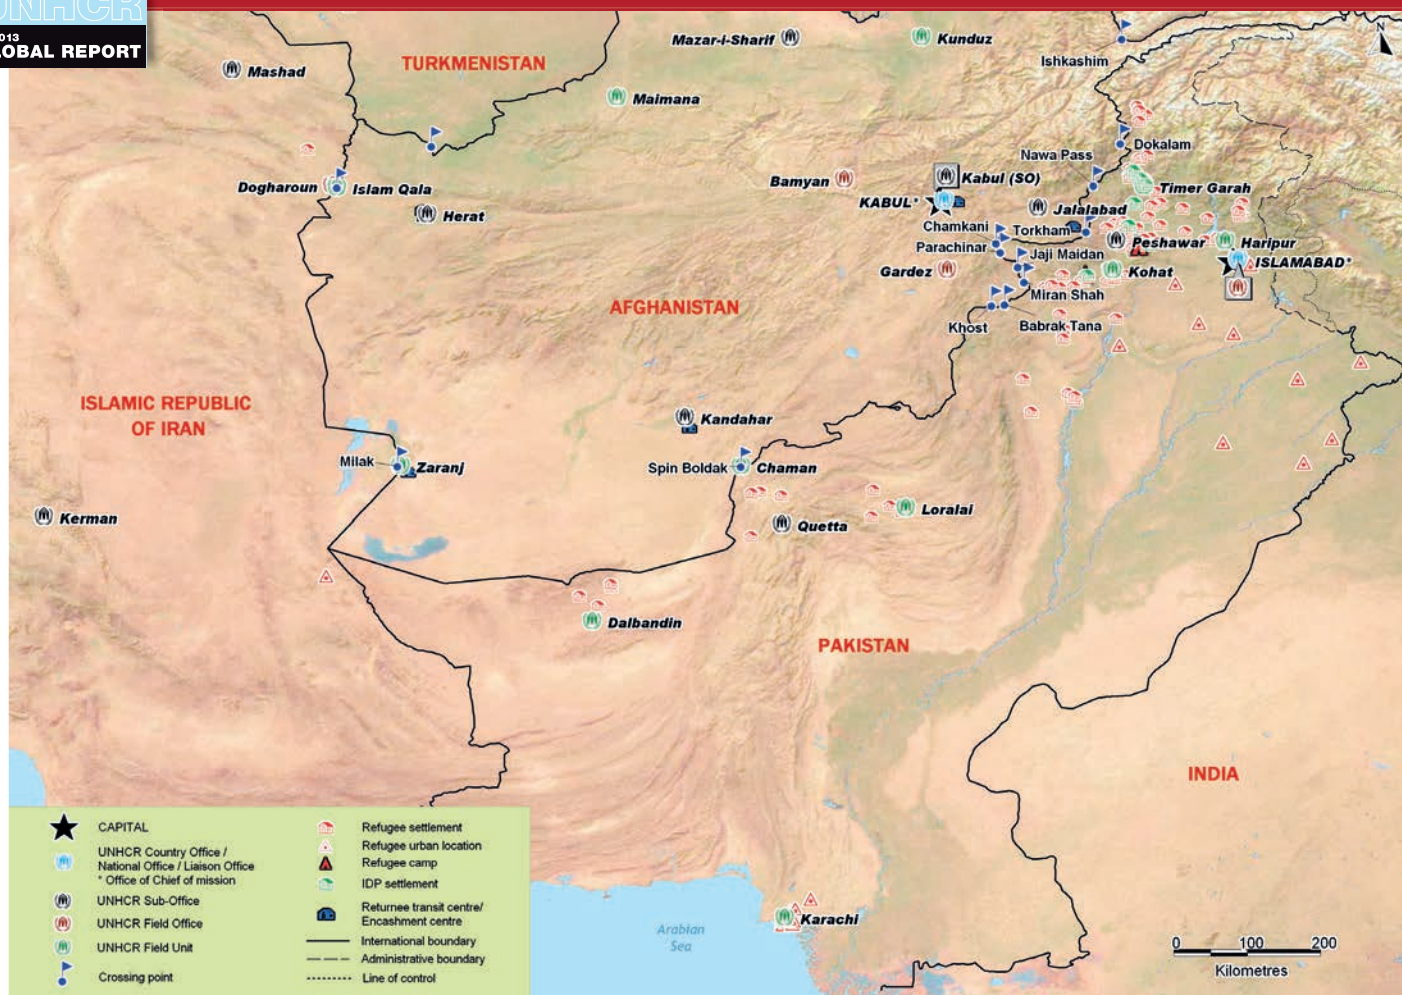 UNHCR
2013
GLOBAL REPORT
N
Mazar-i-Sharif
Kunduz
Ishkashim
TURKMENISTAN
Mashad
Maimana
Dokalam
Nawa Pass
Dogharoun
Islam Qala
Bamyan
Kabul (SO)
Timer Garah
KABUL*
Herat
Jalalabad
Chamkani
Torkham
Parachinar
Peshawar
Haripur
Jaji Maidan
ISLAMABAD*
Gardez
Kohat
Miran Shah
AFGHANISTAN
Khost
Babrak Tana
ISLAMIC REPUBLIC
OF IRAN
Kandahar
Milak
Zaranj
Spin Boldak
Chaman
Kerman
Loralai
Quetta
Dalbandin
PAKISTAN
INDIA
Karachi
Arabian
Sea
CAPITAL
UNHCR Country Office /
National Office / Liaison Office
* Office of Chief of mission
UNHCR Sub-Office
UNHCR Field Office
UNHCR Field Unit
Crossing point
Refugee settlement
Refugee urban location
Refugee camp
IDP settlement
Returnee transit centre/
Encashment centre
International boundary
Administrative boundary
Line of control
0 100 200
Kilometres